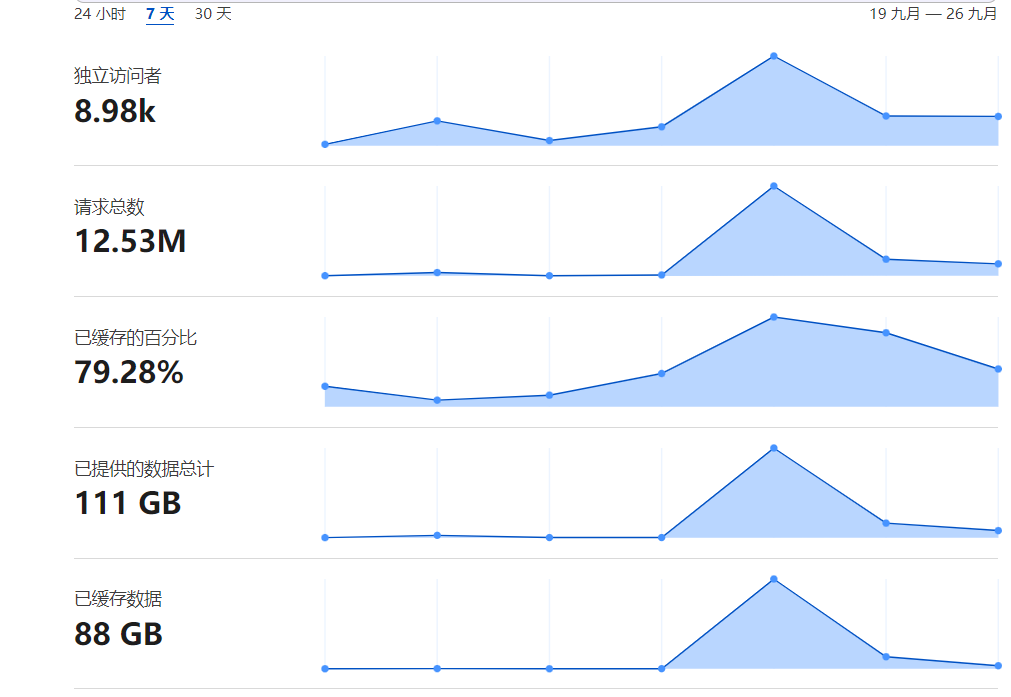 24 小时 7 天 30 天 19 九月 — 26 九月
独立访问者
8.98k
请求总数
12.53M
已缓存的百分比
79.28%
已提供的数据总计
111 GB
已缓存数据
88 GB